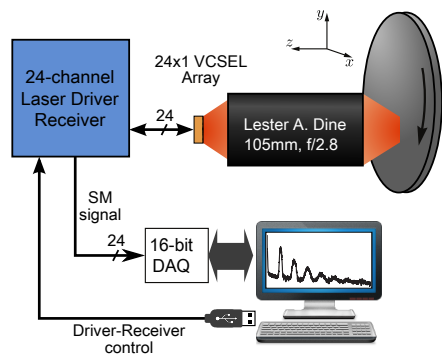 24-channel
Laser Driver
Receiver
24x1 VCSEL
Array
24
y
z
x
Lester A. Dine
105mm, f/2.8
SM
signal
24
16-bit
DAQ
Driver-Receiver
control